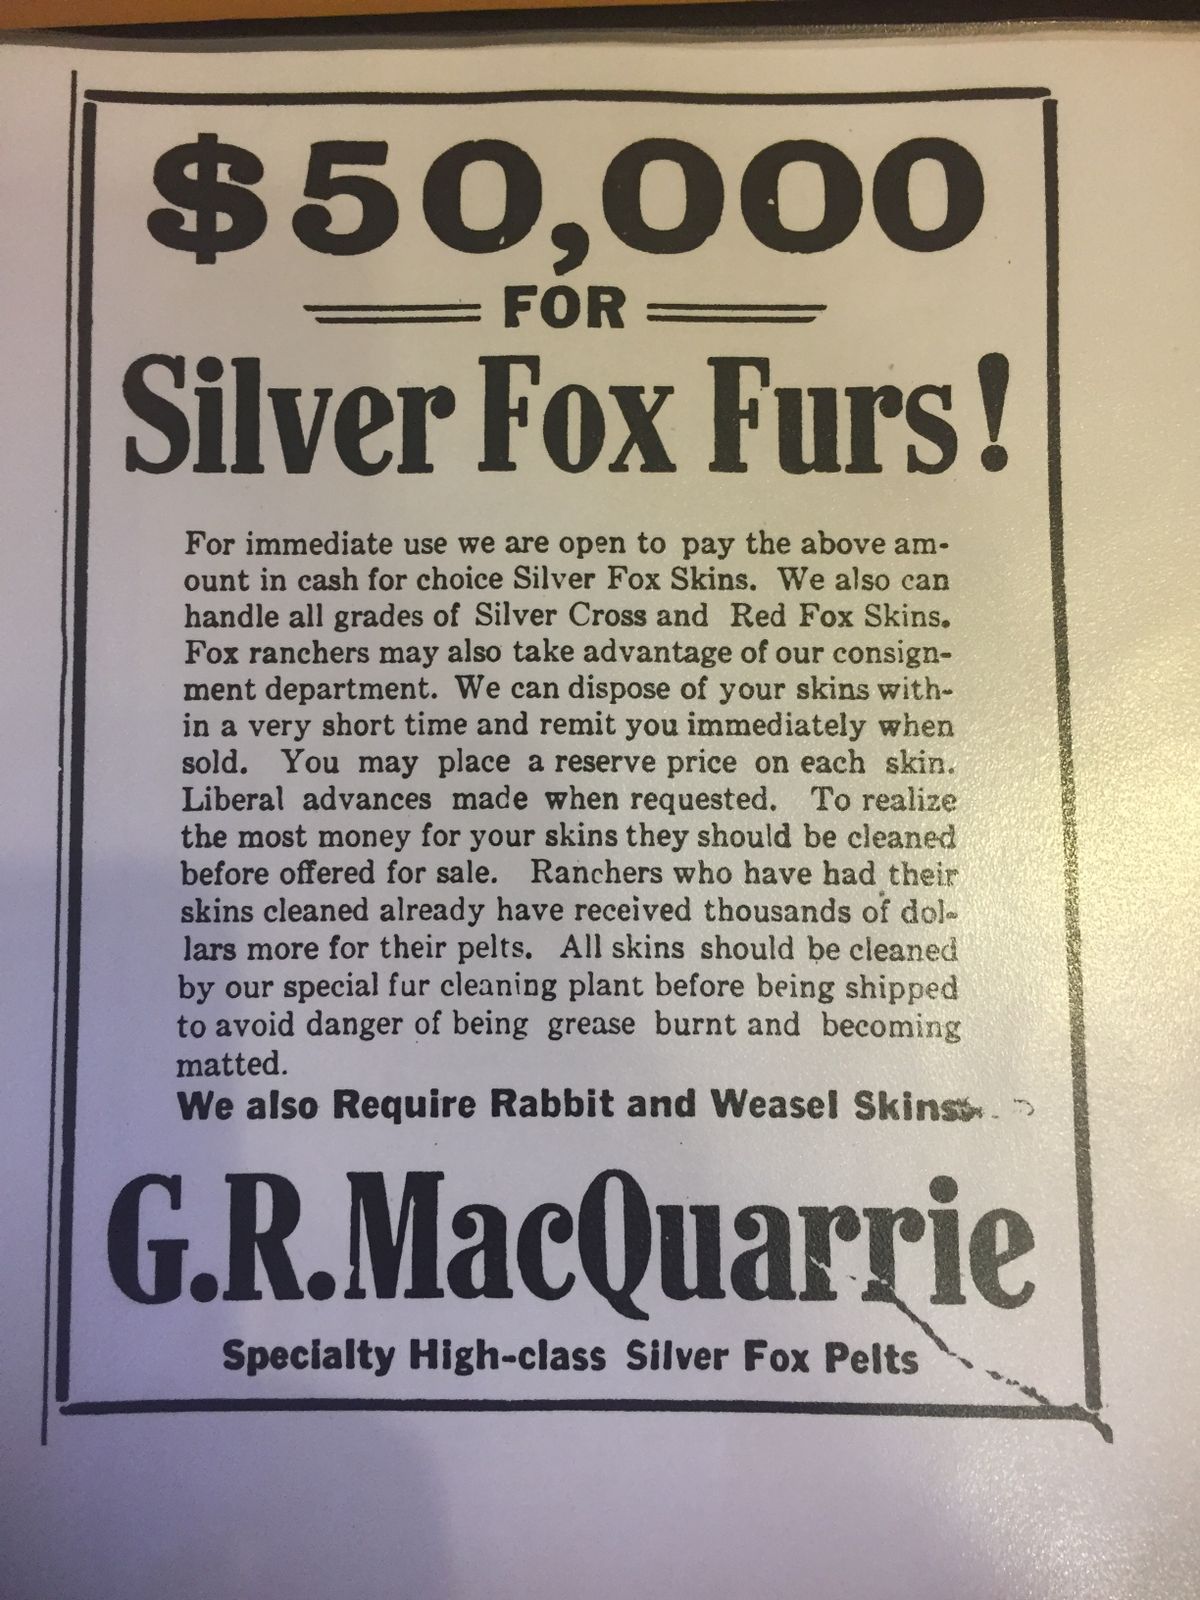 $50,000
FOR
Silver Fox Furs!
For immediate use we are open to pay the above am-
ount in cash for choice Silver Fox Skins. We also can
handle all grades of Silver Cross and Red Fox Skins.
Fox ranchers may also take advantage of our consign-
ment department. We can dispose of your skins with-
in a very short time and remit you immediately when
sold. You may place a reserve price on each skin.
Liberal advances made when requested. To realize
the most money for your skins they should be cleaned
before offered for sale. Ranchers who have had their
skins cleaned already have received thousands of dol-
lars more for their pelts. All skins should be cleaned
by our special fur cleaning plant before being shipped
to avoid danger of being grease burnt and becoming
matted.
We also Require Rabbit and Weasel Skins
G.R.MacQuarrie
Specialty High-class Silver Fox Pelts